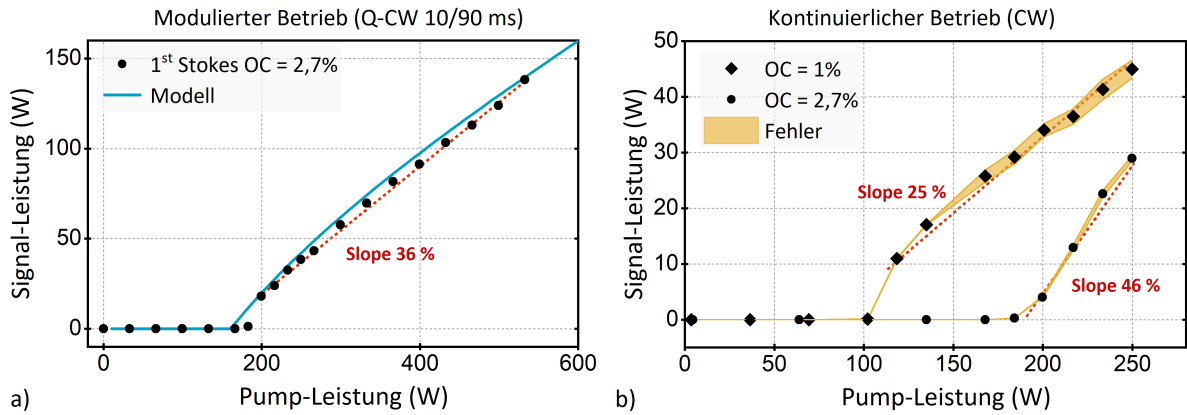 Modulierter Betrieb (Q-CW 10/90 ms)
150
100
50
0
Signal-Leistung (W)
1st Stokes OC = 2,7%
Modell
Slope 36 %
0 200 400 600
Pump-Leistung (W)
a)
Kontinuierlicher Betrieb (CW)
50
40
30
20
10
0
Signal-Leistung (W)
OC = 1%
OC = 2,7%
Fehler
Slope 25 %
Slope 46 %
0 50 100 150 200 250
Pump-Leistung (W)
b)